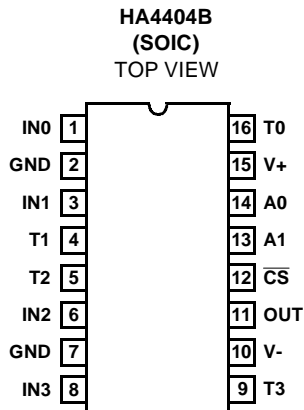 HA4404B
(SOIC)
TOP VIEW
IN0 1 16 T0
GND 2 15 V+
IN1 3 14 A0
T1 4 13 A1
T2 5 12 C̅S̅
IN2 6 11 OUT
GND 7 10 V-
IN3 8 9 T3